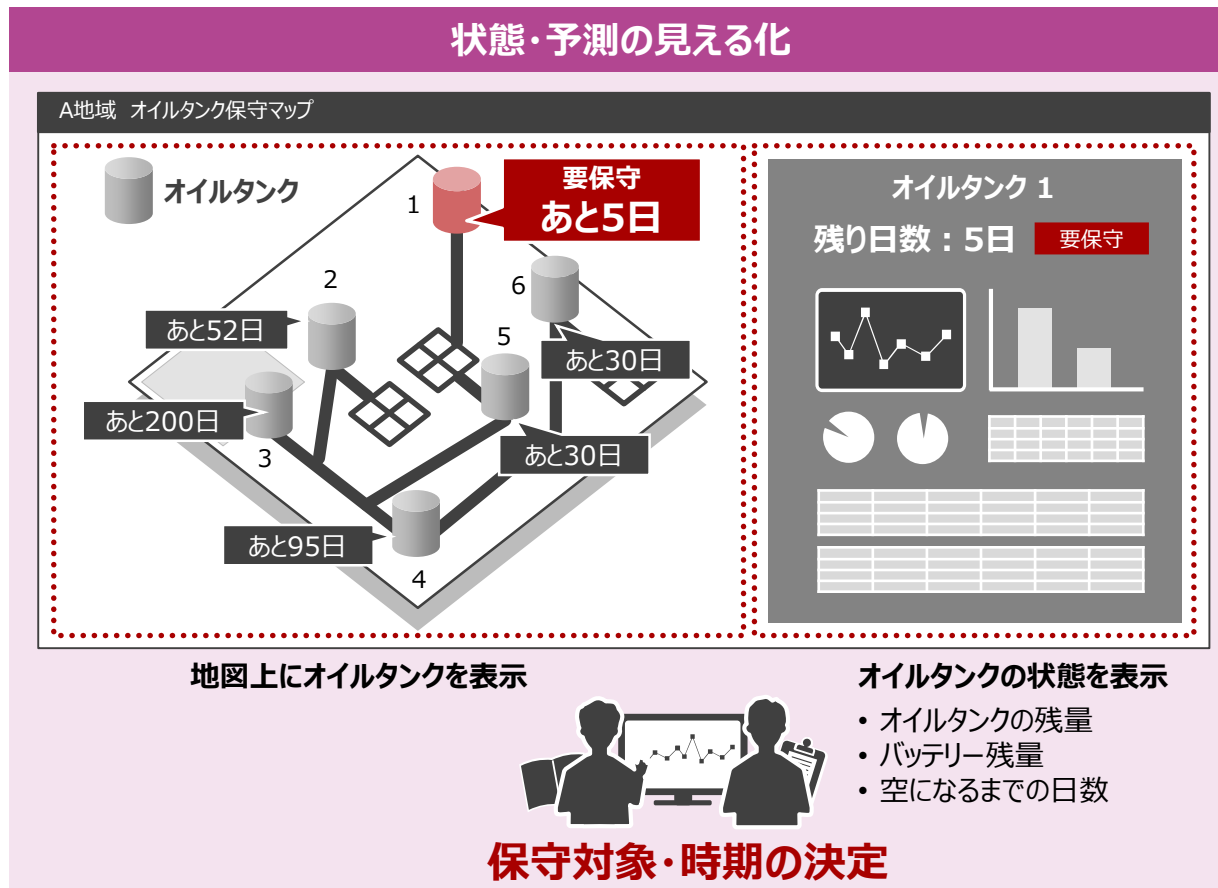 状態・予測の見える化
A地域 オイルタンク保守マップ
オイルタンク
1
要保守
あと5日
2
あと52日
6
5
あと30日
あと200日
3
あと30日
あと95日
4
オイルタンク 1
残り日数：5日 要保守
地図上にオイルタンクを表示
オイルタンクの状態を表示
• オイルタンクの残量
• バッテリー残量
• 空になるまでの日数
保守対象・時期の決定